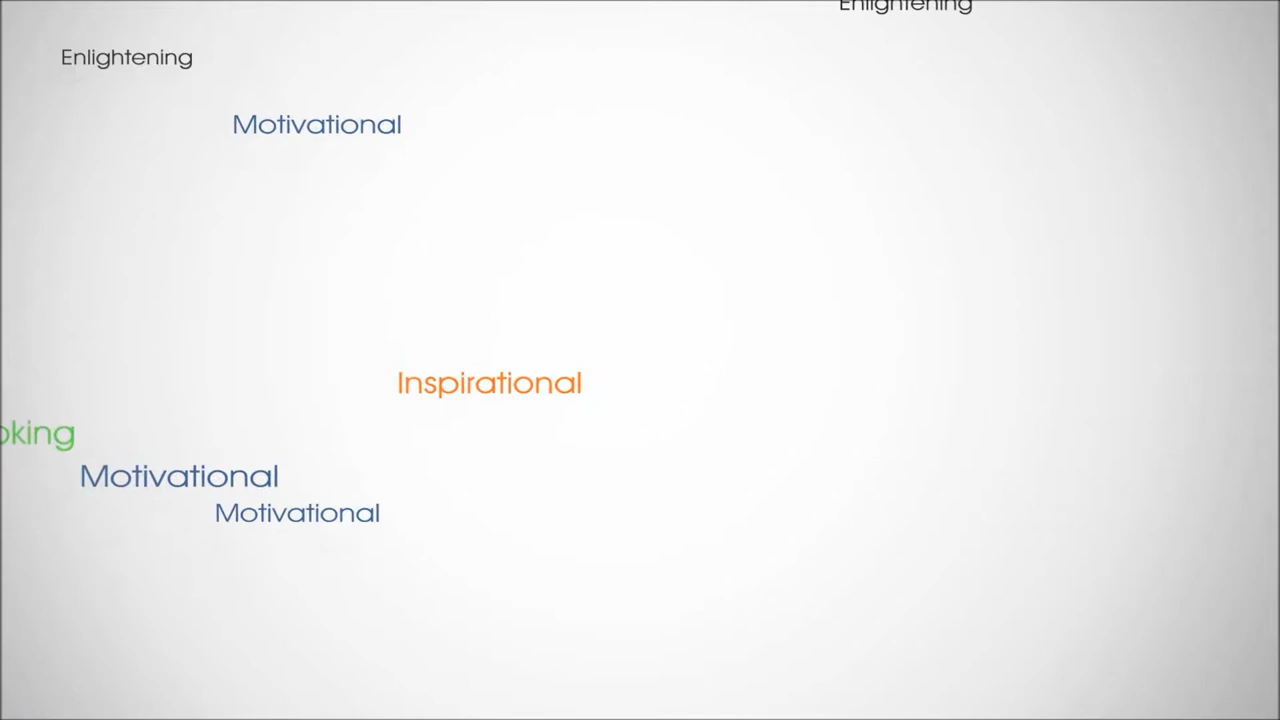 Enlightening
Enlightening
Motivational
Inspirational
oking
Motivational
Motivational